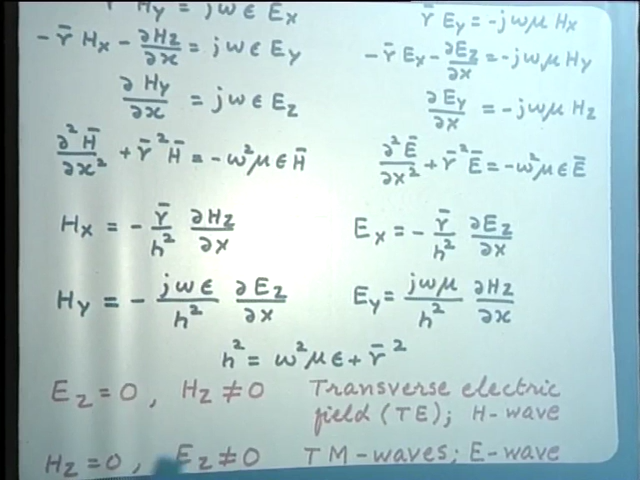 γ̄ Hy = jωϵ Ex    γ̄ Ey = -jωμ Hx
-γ̄ Hx - ∂Hz/∂x = jωϵ Ey    -γ̄ Ex - ∂Ez/∂x = -jωμ Hy
∂Hy/∂x = jωϵ Ez    ∂Ey/∂x = -jωμ Hz
∂²H̄/∂x² + γ̄²H̄ = -ω²μϵ H̄    ∂²Ē/∂x² + γ̄²Ē = -ω²μϵ Ē
Hx = - γ̄/h² ∂Hz/∂x    Ex = - γ̄/h² ∂Ez/∂x
Hy = - jωϵ/h² ∂Ez/∂x    Ey = jωμ/h² ∂Hz/∂x
h² = ω²μϵ + γ̄²
Ez = 0, Hz ≠ 0    Transverse electric
field (TE); H-wave
Hz = 0, Ez ≠ 0    TM-waves; E-wave